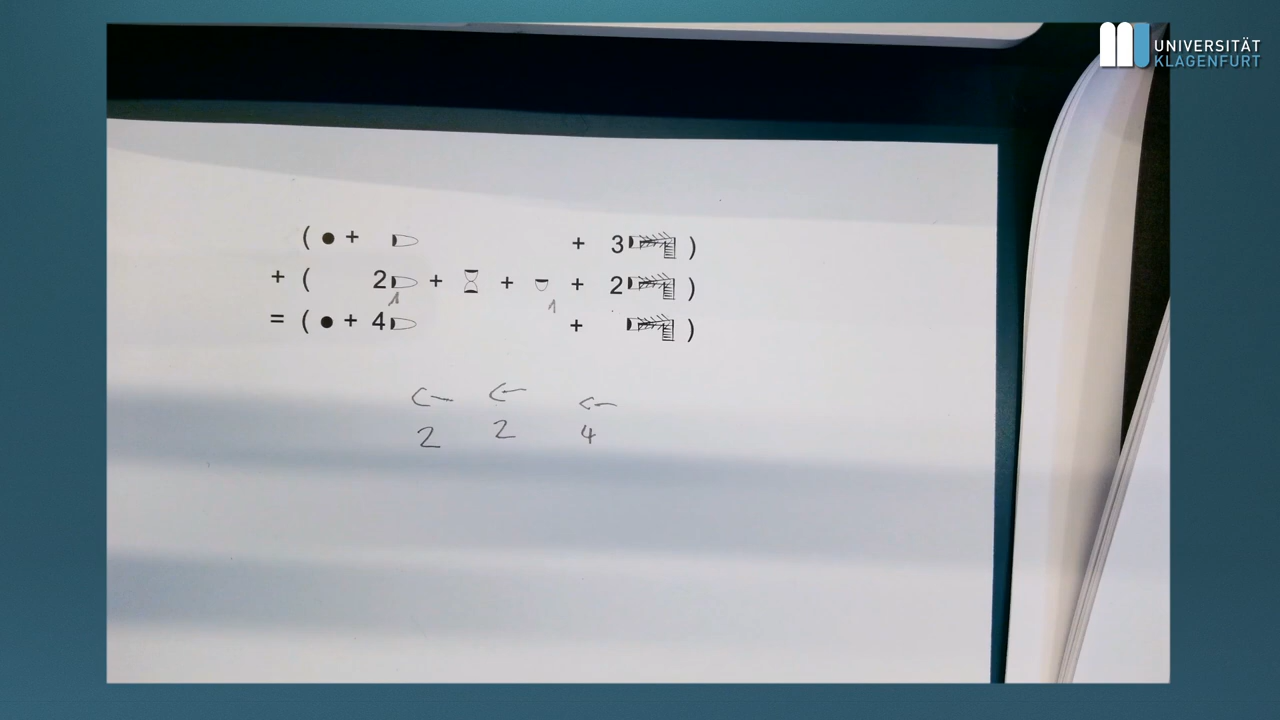 UNIVERSITÄT
KLAGENFURT
( ● + + 3 )
+ ( 2 + + + 2 )
1 1
= ( ● + 4 + )
← ← ←
2 2 4